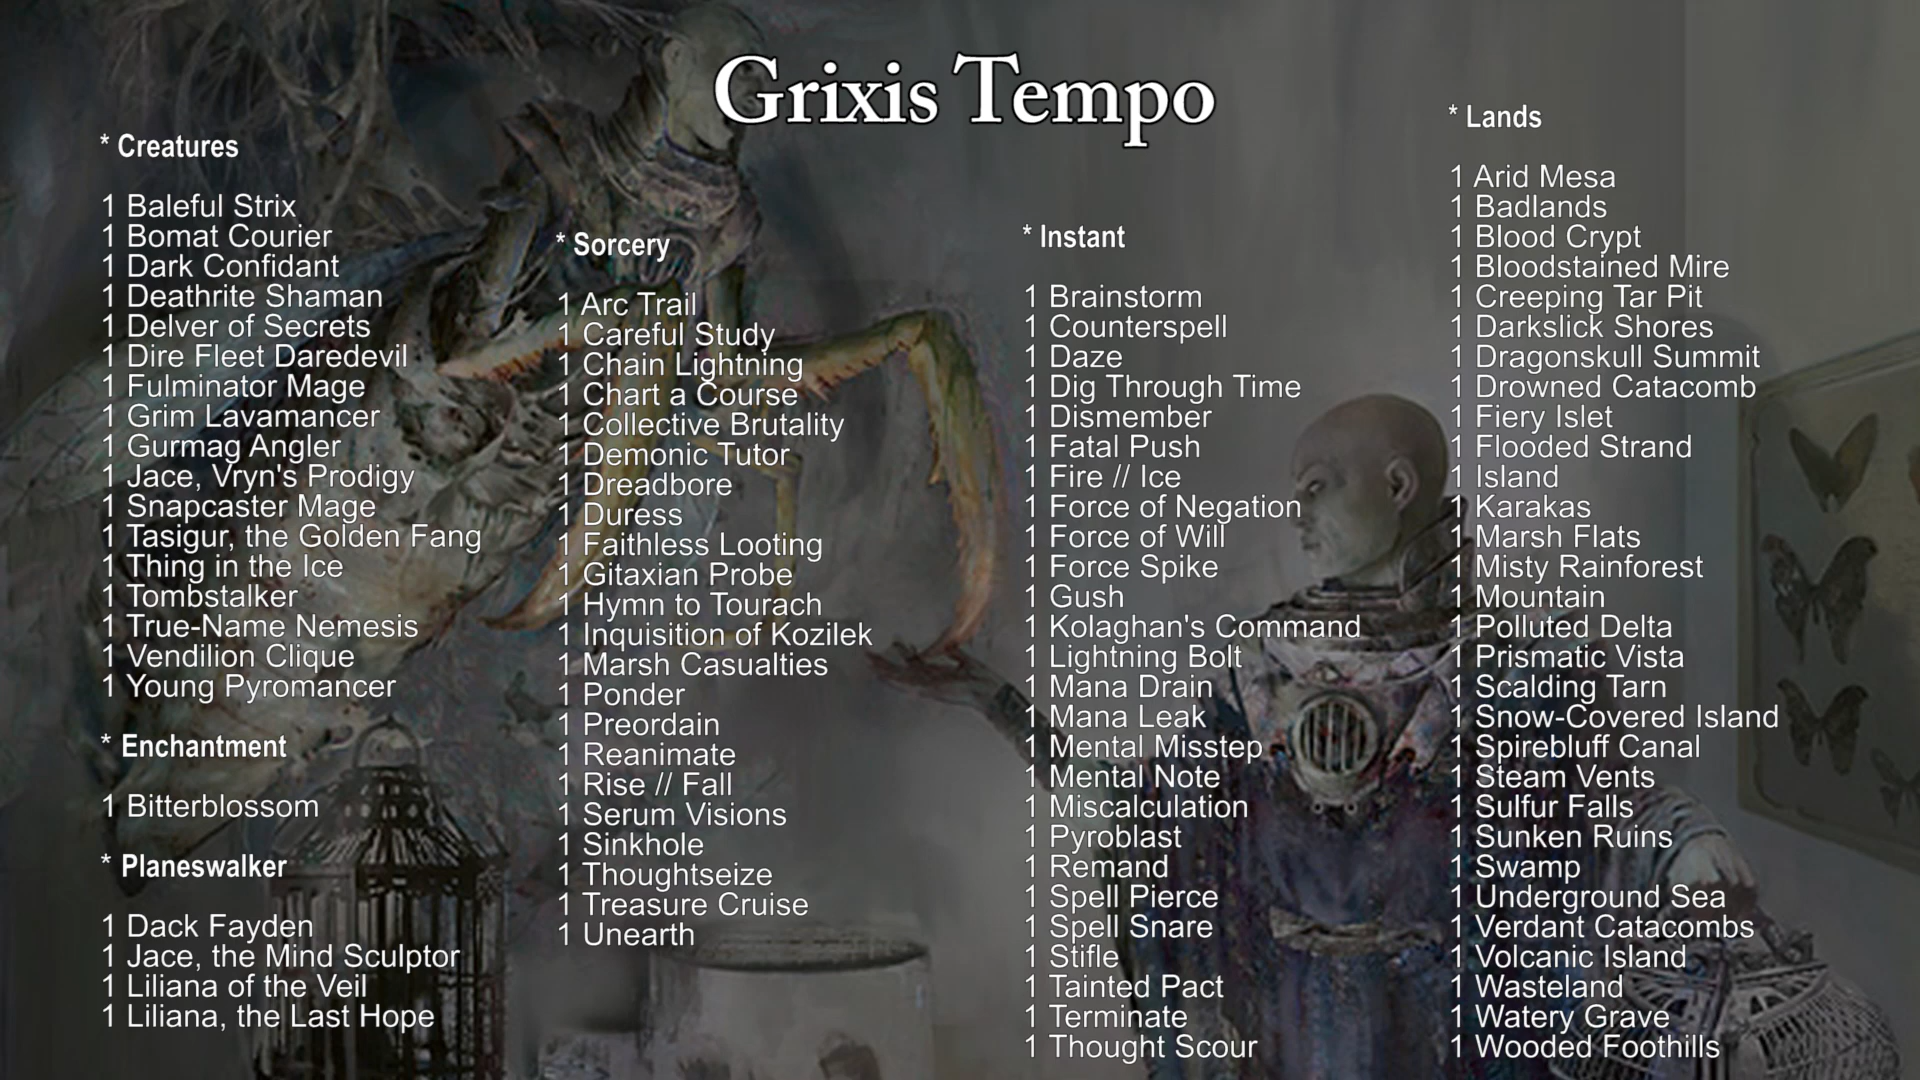 Grixis Tempo
* Creatures
1 Baleful Strix
1 Bomat Courier
1 Dark Confidant
1 Deathrite Shaman
1 Delver of Secrets
1 Dire Fleet Daredevil
1 Fulminator Mage
1 Grim Lavamancer
1 Gurmag Angler
1 Jace, Vryn's Prodigy
1 Snapcaster Mage
1 Tasigur, the Golden Fang
1 Thing in the Ice
1 Tombstalker
1 True-Name Nemesis
1 Vendilion Clique
1 Young Pyromancer
* Enchantment
1 Bitterblossom
* Planeswalker
1 Dack Fayden
1 Jace, the Mind Sculptor
1 Liliana of the Veil
1 Liliana, the Last Hope
* Sorcery
1 Arc Trail
1 Careful Study
1 Chain Lightning
1 Chart a Course
1 Collective Brutality
1 Demonic Tutor
1 Dreadbore
1 Duress
1 Faithless Looting
1 Gitaxian Probe
1 Hymn to Tourach
1 Inquisition of Kozilek
1 Marsh Casualties
1 Ponder
1 Preordain
1 Reanimate
1 Rise // Fall
1 Serum Visions
1 Sinkhole
1 Thoughtseize
1 Treasure Cruise
1 Unearth
* Instant
1 Brainstorm
1 Counterspell
1 Daze
1 Dig Through Time
1 Dismember
1 Fatal Push
1 Fire // Ice
1 Force of Negation
1 Force of Will
1 Force Spike
1 Gush
1 Kolaghan's Command
1 Lightning Bolt
1 Mana Drain
1 Mana Leak
1 Mental Misstep
1 Mental Note
1 Miscalculation
1 Pyroblast
1 Remand
1 Spell Pierce
1 Spell Snare
1 Stifle
1 Tainted Pact
1 Terminate
1 Thought Scour
* Lands
1 Arid Mesa
1 Badlands
1 Blood Crypt
1 Bloodstained Mire
1 Creeping Tar Pit
1 Darkslick Shores
1 Dragonskull Summit
1 Drowned Catacomb
1 Fiery Islet
1 Flooded Strand
1 Island
1 Karakas
1 Marsh Flats
1 Misty Rainforest
1 Mountain
1 Polluted Delta
1 Prismatic Vista
1 Scalding Tarn
1 Snow-Covered Island
1 Spirebluff Canal
1 Steam Vents
1 Sulfur Falls
1 Sunken Ruins
1 Swamp
1 Underground Sea
1 Verdant Catacombs
1 Volcanic Island
1 Wasteland
1 Watery Grave
1 Wooded Foothills